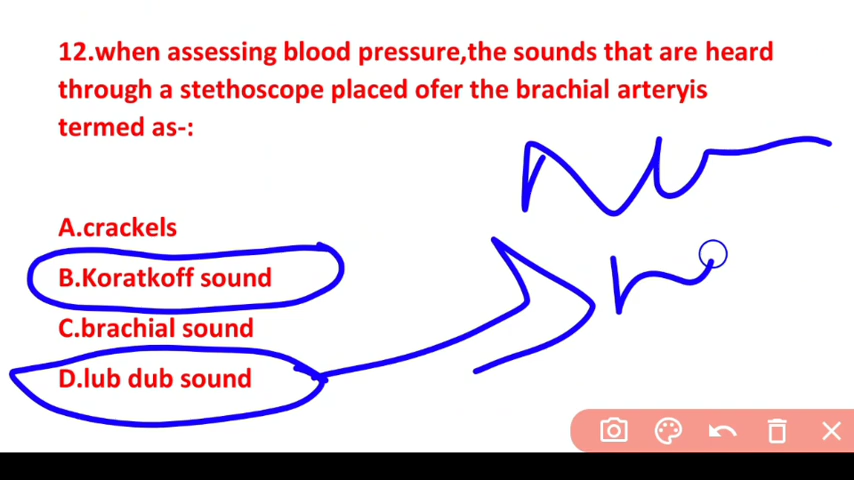 12.when assessing blood pressure,the sounds that are heard
through a stethoscope placed ofer the brachial arteryis
termed as-:
A.crackels
B.Koratkoff sound
C.brachial sound
D.lub dub sound